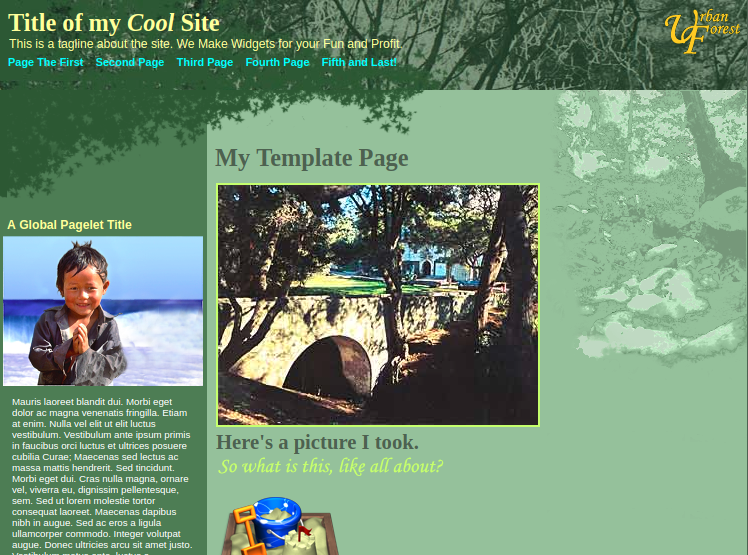 Title of my Cool Site
This is a tagline about the site. We Make Widgets for your Fun and Profit.
Page The First Second Page Third Page Fourth Page Fifth and Last!
Urban
Forest
My Template Page
A Global Pagelet Title
Mauris laoreet blandit dui. Morbi eget
dolor ac magna venenatis fringilla. Etiam
at enim. Nulla vel elit ut elit luctus
vestibulum. Vestibulum ante ipsum primis
in faucibus orci luctus et ultrices posuere
cubilia Curae; Maecenas sed lectus ac
massa mattis hendrerit. Sed tincidunt.
Morbi eget dui. Cras nulla magna, ornare
vel, viverra eu, dignissim pellentesque,
sem. Sed ut lorem molestie tortor
consequat laoreet. Maecenas dapibus
nibh in augue. Sed ac eros a ligula
ullamcorper commodo. Integer volutpat
augue. Donec ultricies arcu sit amet justo.
Here's a picture I took.
So what is this, like all about?